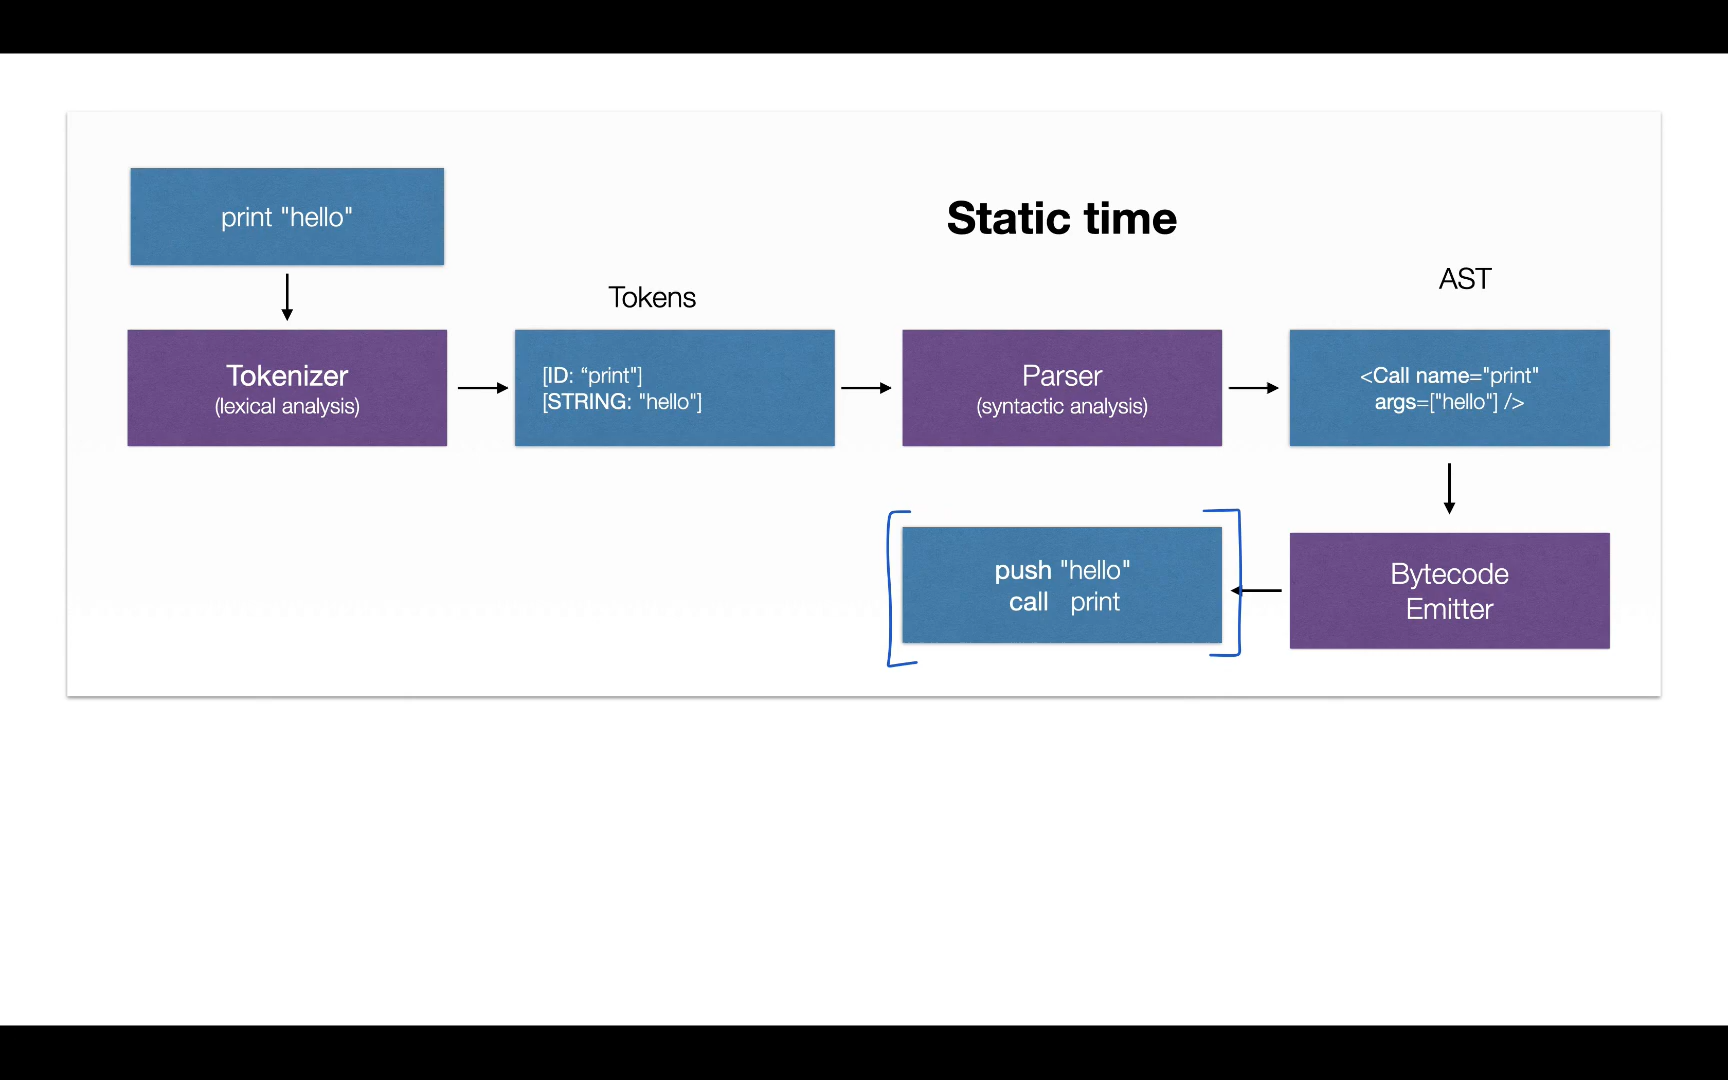 print "hello"
Static time
Tokens
AST
Tokenizer
(lexical analysis)
[ID: “print"]
[STRING: "hello"]
Parser
(syntactic analysis)
<Call name="print"
args=["hello"] />
push "hello"
call print
Bytecode
Emitter